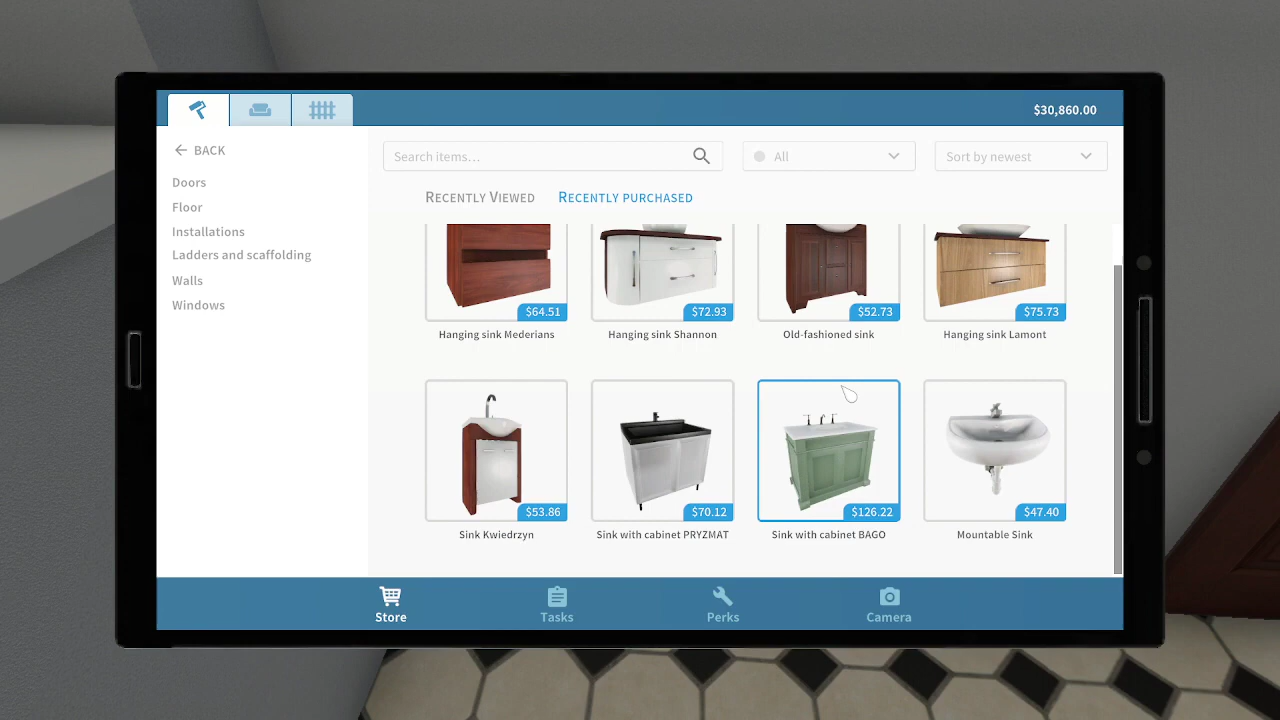 $30,860.00
BACK
Doors
Floor
Installations
Ladders and scaffolding
Walls
Windows
Search items...
All
Sort by newest
RECENTLY VIEWED
RECENTLY PURCHASED
$64.51
$72.93
$52.73
$75.73
Hanging sink Mederians
Hanging sink Shannon
Old-fashioned sink
Hanging sink Lamont
$53.86
$70.12
$126.22
$47.40
Sink Kwiedrzyn
Sink with cabinet PRYZMAT
Sink with cabinet BAGO
Mountable Sink
Store
Tasks
Perks
Camera